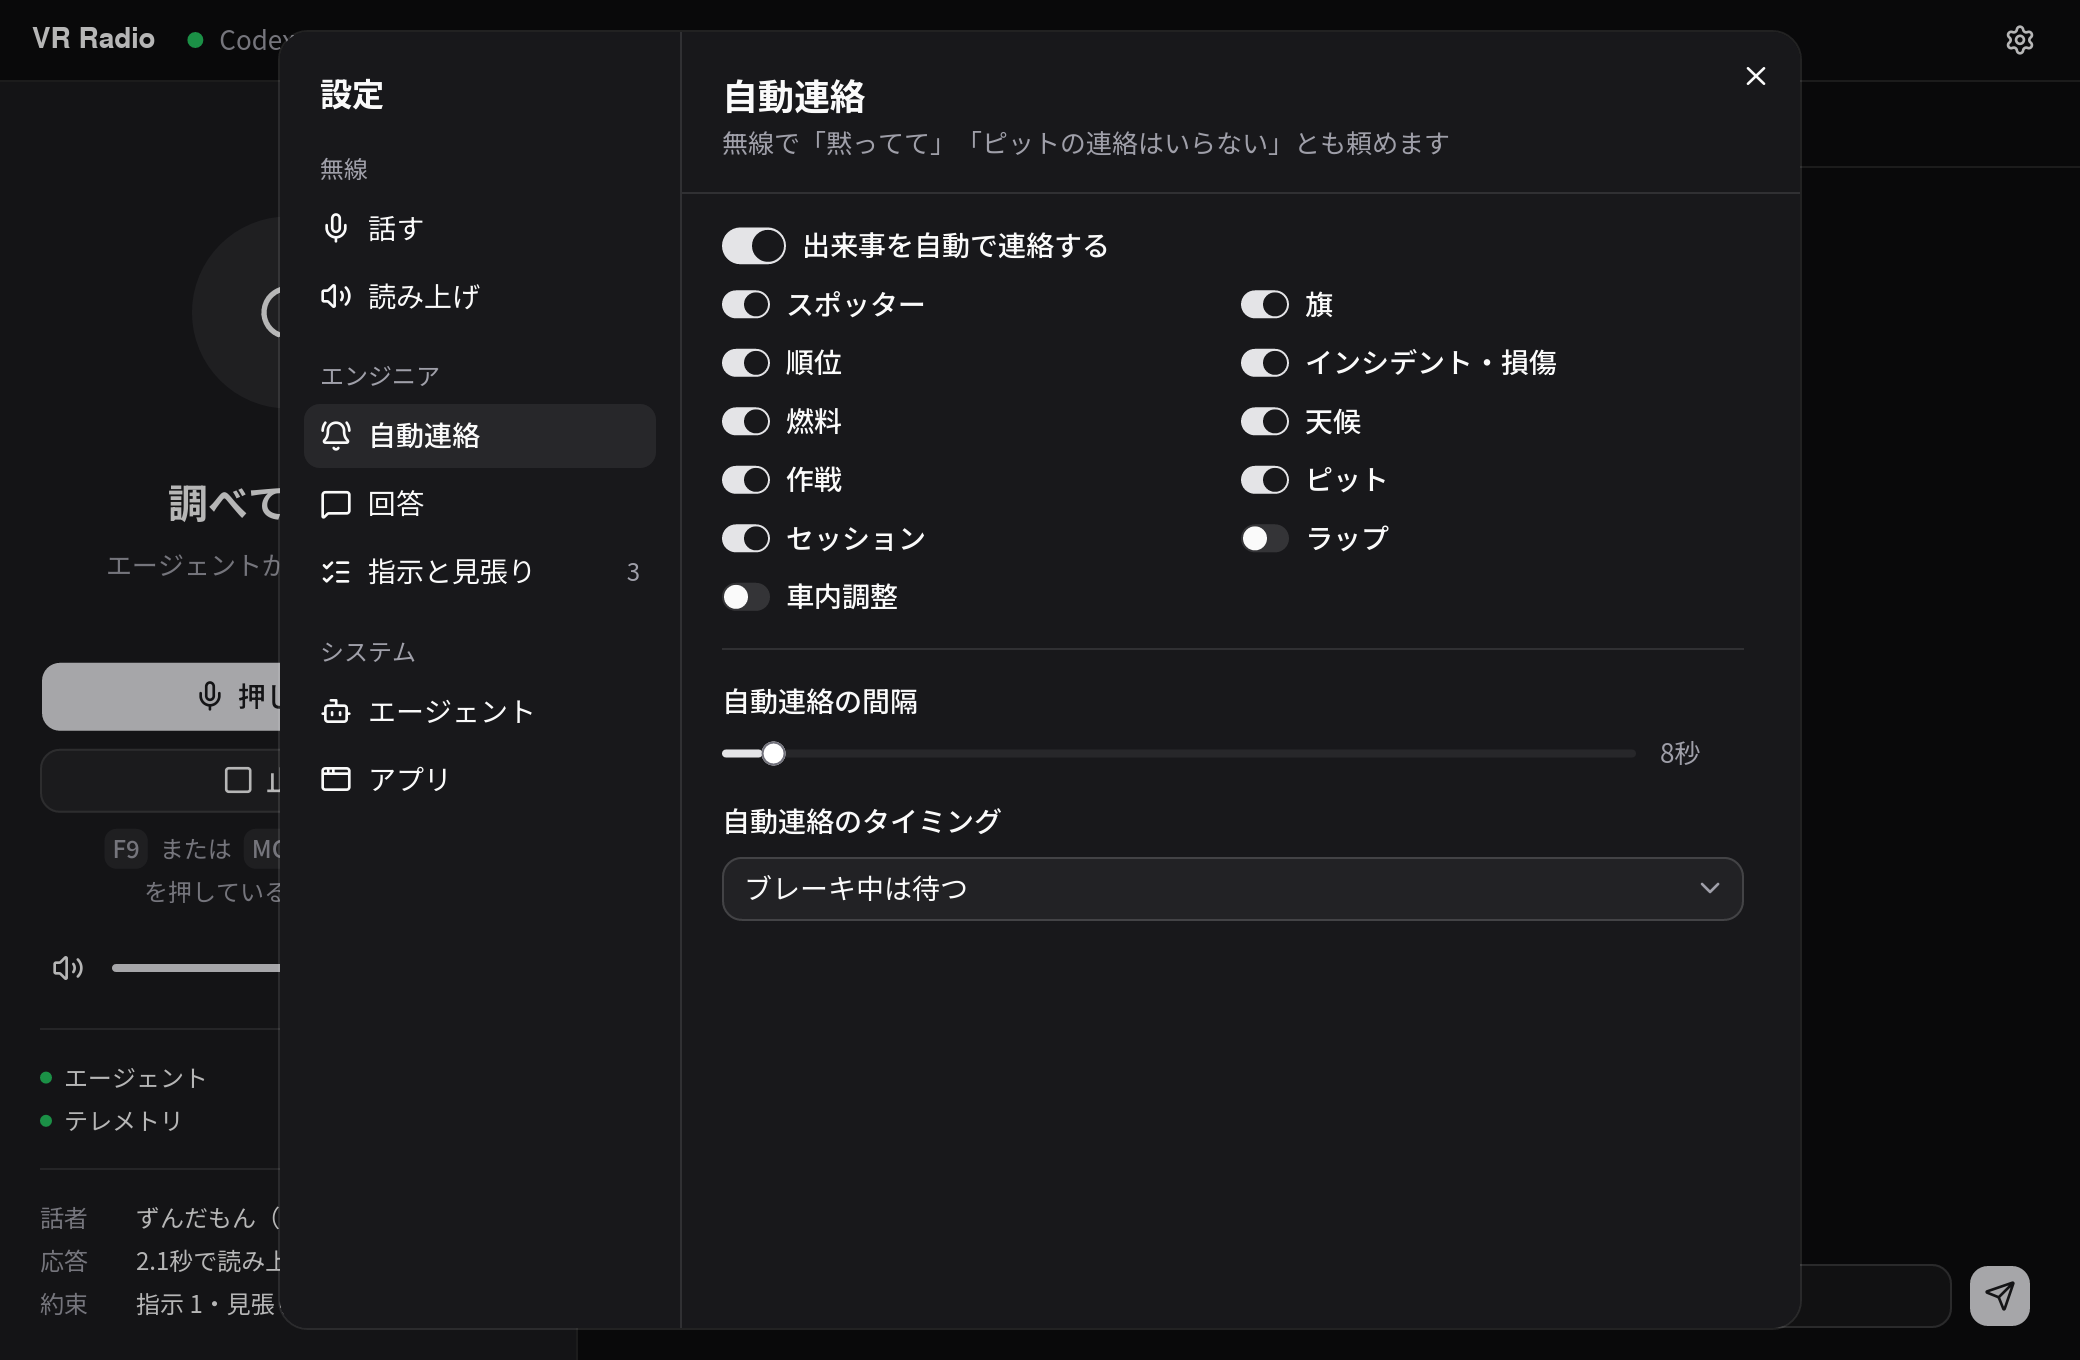 VR Radio
Codex
設定
無線
話す
読み上げ
エンジニア
自動連絡
回答
指示と見張り 3
システム
エージェント
アプリ
自動連絡
無線で「黙ってて」「ピットの連絡はいらない」とも頼めます
出来事を自動で連絡する
スポッター
旗
順位
インシデント・損傷
燃料
天候
作戦
ピット
セッション
ラップ
車内調整
自動連絡の間隔
8秒
自動連絡のタイミング
ブレーキ中は待つ
調べて
エージェントが
押し
F9 または
を押している
エージェント
テレメトリ
話者 ずんだもん（
応答 2.1秒で読み上
約束 指示 1・見張